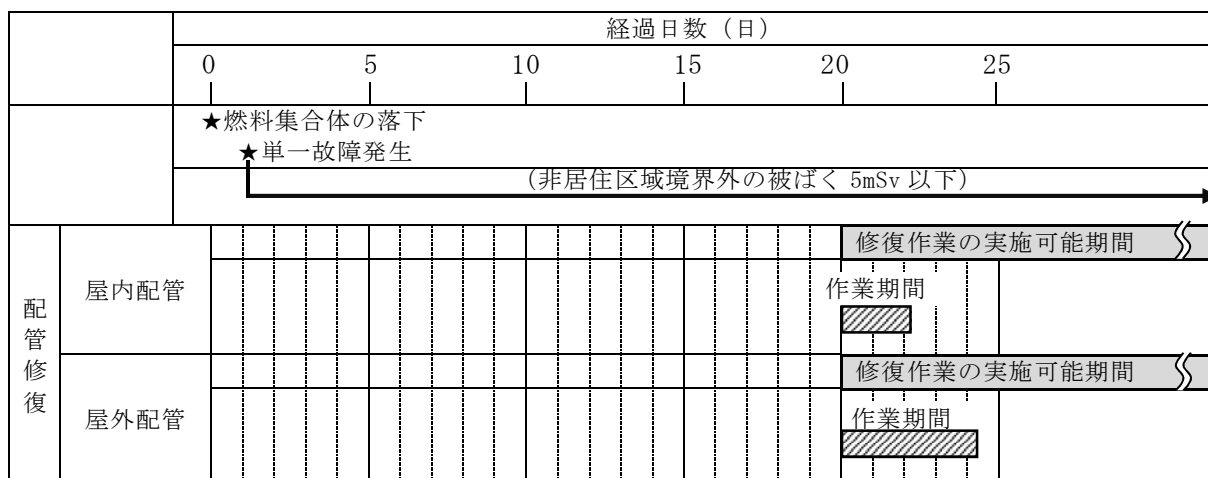 経過日数（日）
0 5 10 15 20 25
★燃料集合体の落下
★単一故障発生
（非居住区域境界外の被ばく 5mSv 以下）
配管修復
屋内配管
修復作業の実施可能期間
作業期間
屋外配管
修復作業の実施可能期間
作業期間